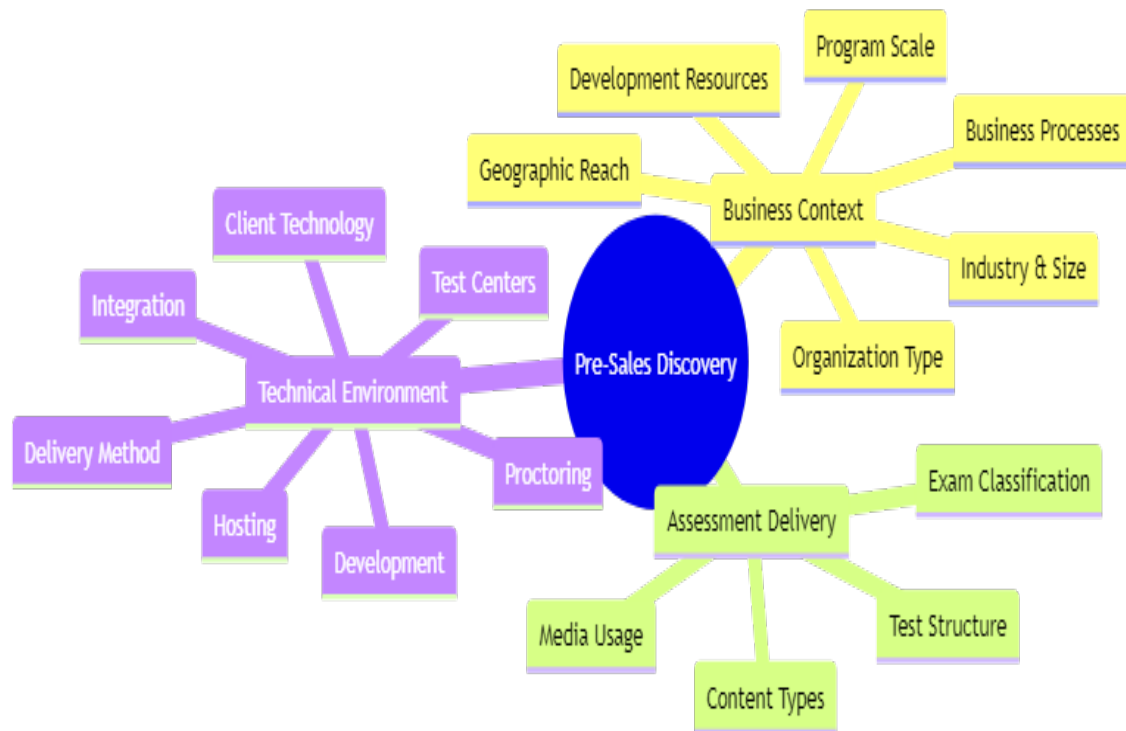 Program Scale
Development Resources
Business Processes
Geographic Reach
Business Context
Client Technology
Test Centers
Industry & Size
Integration
Organization Type
Pre-Sales Discovery
Technical Environment
Delivery Method
Proctoring
Exam Classification
Hosting
Assessment Delivery
Development
Media Usage
Test Structure
Content Types